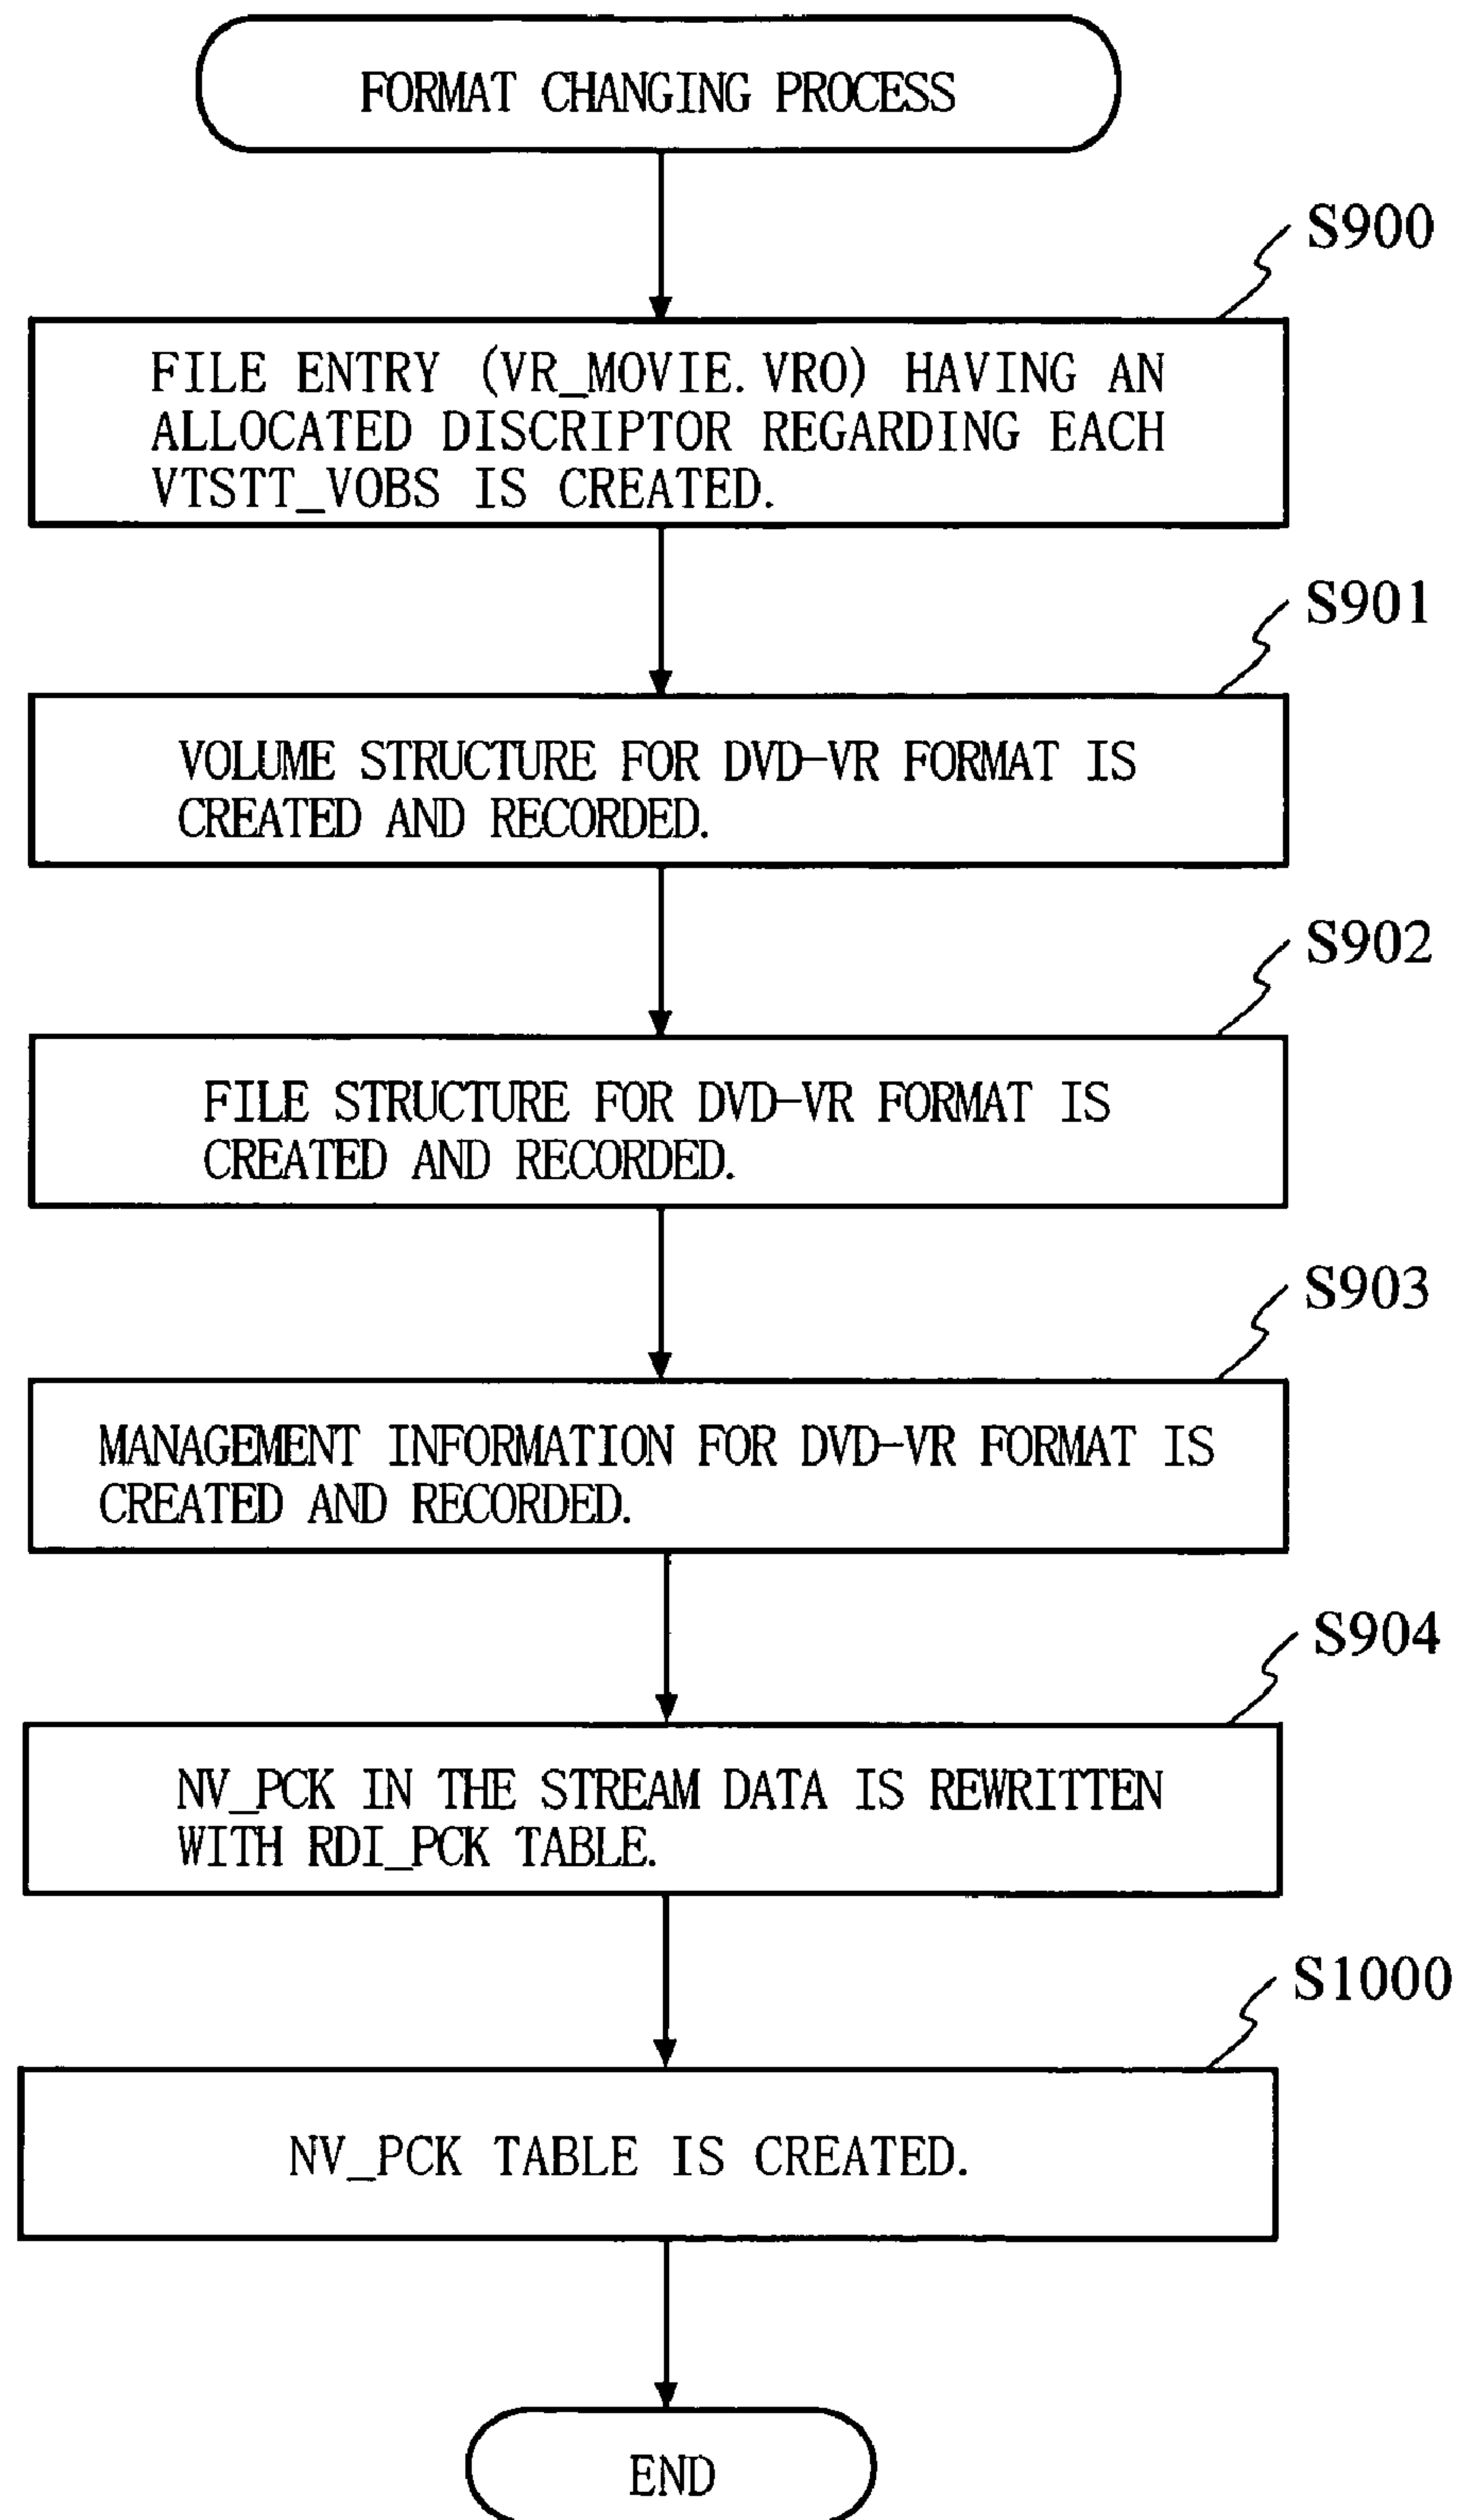 FORMAT CHANGING PROCESS
S900
FILE ENTRY (VR_MOVIE. VRO) HAVING AN
ALLOCATED DISCRIPTOR REGARDING EACH
VTSTT_VOBS IS CREATED.
S901
VOLUME STRUCTURE FOR DVD-VR FORMAT IS
CREATED AND RECORDED.
S902
FILE STRUCTURE FOR DVD-VR FORMAT IS
CREATED AND RECORDED.
S903
MANAGEMENT INFORMATION FOR DVD-VR FORMAT IS
CREATED AND RECORDED.
S904
NV_PCK IN THE STREAM DATA IS REWRITTEN
WITH RDI_PCK TABLE.
S1000
NV_PCK TABLE IS CREATED.
END